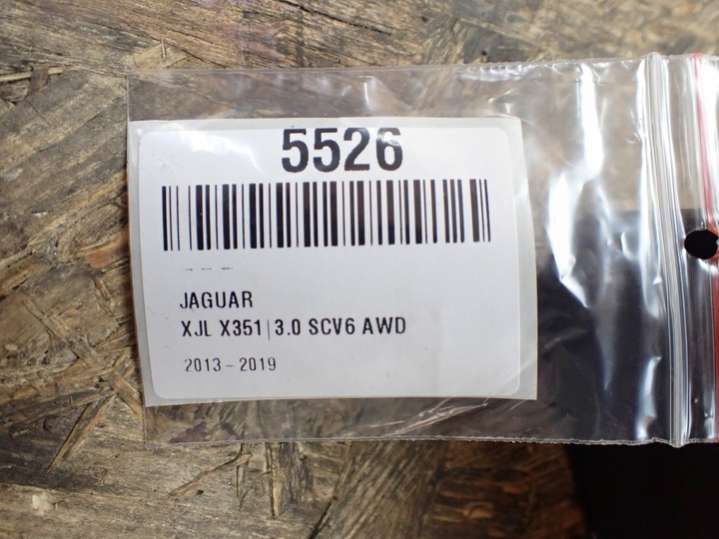 5526
JAGUAR
XJL X351|3.0 SCV6 AWD
2013 - 2019